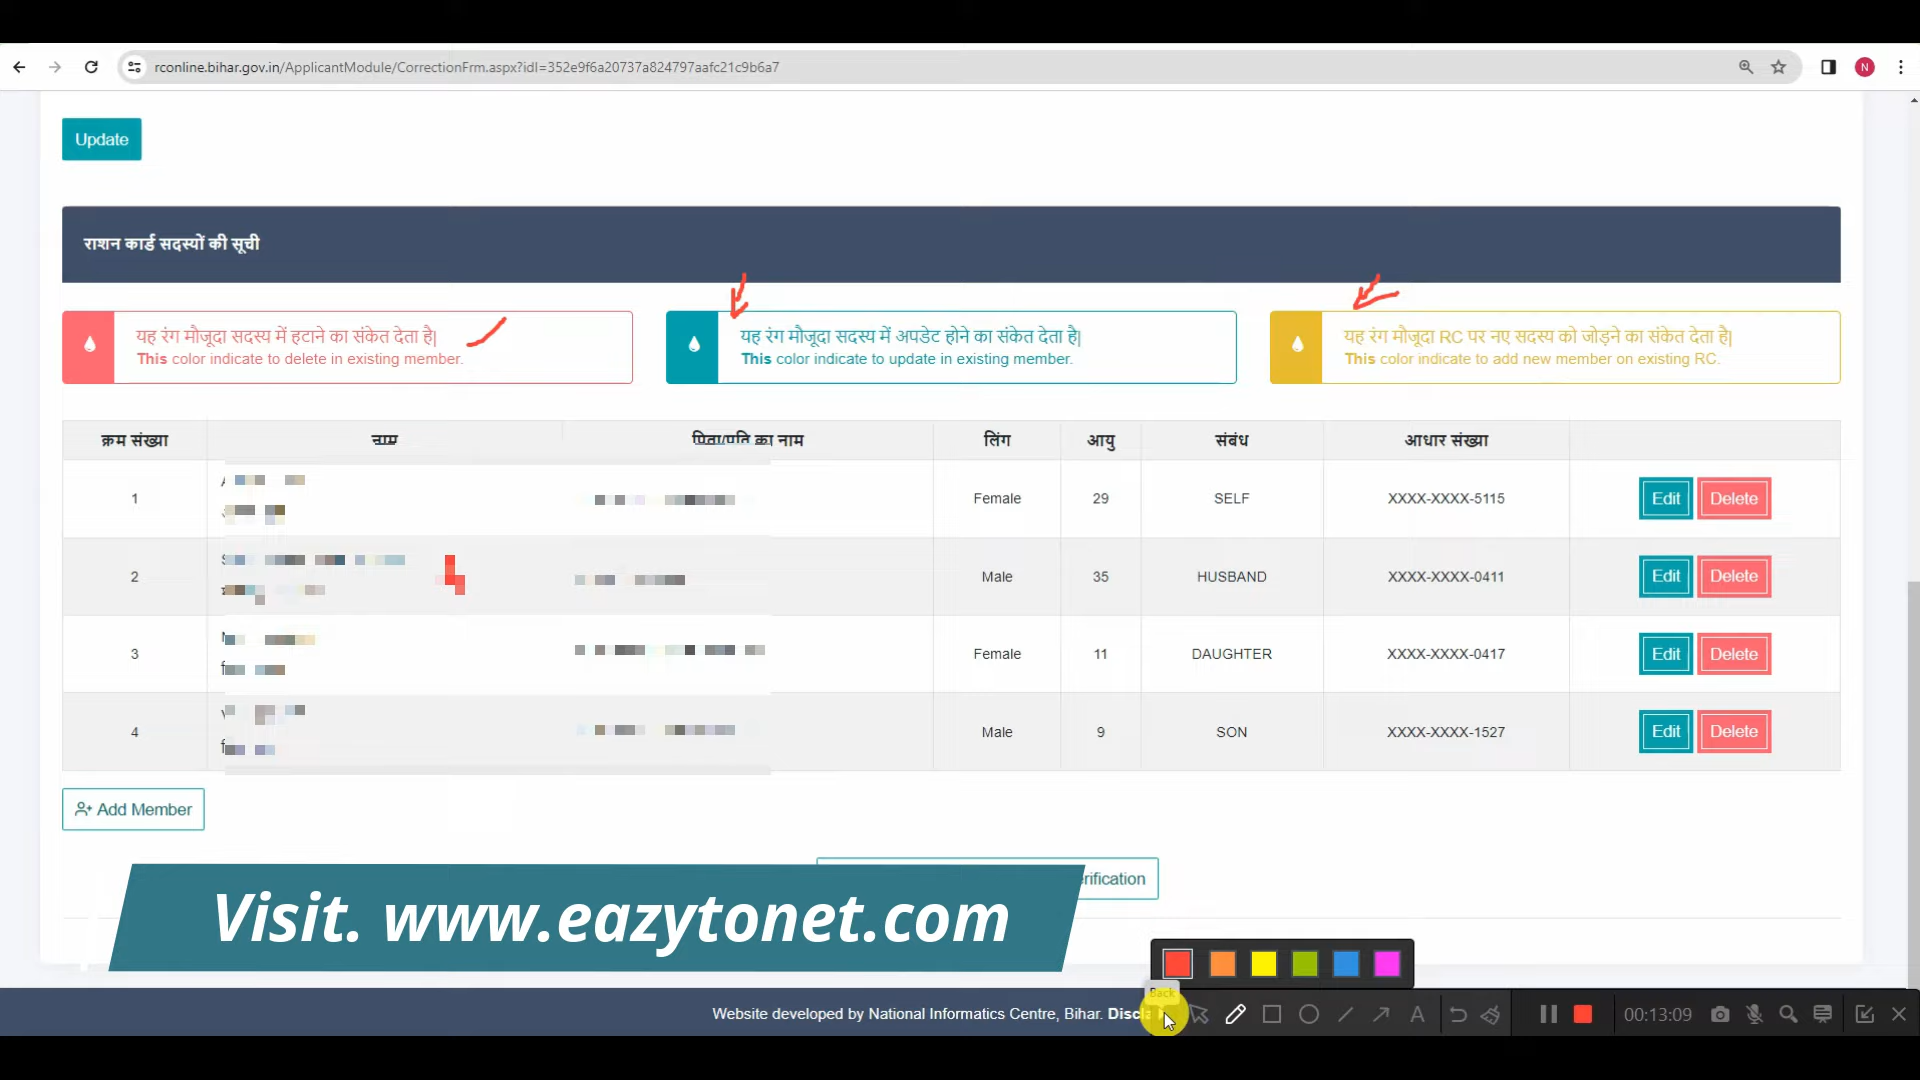 rconline.bihar.gov.in/ApplicantModule/CorrectionFrm.aspx?idl=352e9f6a20737a824797aafc21c9b6a7
N
Update
राशन कार्ड सदस्यों की सूची
यह रंग मौजूदा सदस्य में हटाने का संकेत देता है|
This color indicate to delete in existing member.
यह रंग मौजूदा सदस्य में अपडेट होने का संकेत देता है|
This color indicate to update in existing member.
यह रंग मौजूदा RC पर नए सदस्य को जोड़ने का संकेत देता है|
This color indicate to add new member on existing RC.
क्रम संख्या नाम पिता/पति का नाम लिंग आयु संबंध आधार संख्या
1 Female 29 SELF XXXX-XXXX-5115 Edit Delete
2 Male 35 HUSBAND XXXX-XXXX-0411 Edit Delete
3 Female 11 DAUGHTER XXXX-XXXX-0417 Edit Delete
4 Male 9 SON XXXX-XXXX-1527 Edit Delete
Add Member
Visit. www.eazytonet.com
Back
Website developed by National Informatics Centre, Bihar.
A
00:13:09